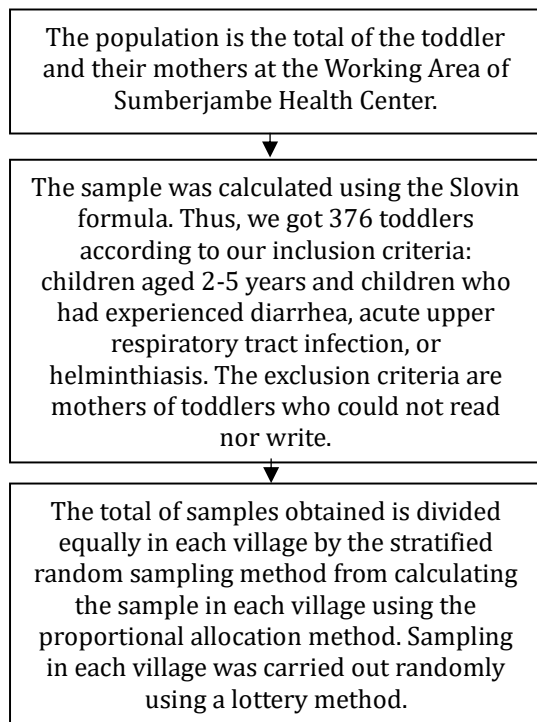 The population is the total of the toddler
and their mothers at the Working Area of
Sumberjambe Health Center.
The sample was calculated using the Slovin
formula. Thus, we got 376 toddlers
according to our inclusion criteria:
children aged 2-5 years and children who
had experienced diarrhea, acute upper
respiratory tract infection, or
helminthiasis. The exclusion criteria are
mothers of toddlers who could not read
nor write.
The total of samples obtained is divided
equally in each village by the stratified
random sampling method from calculating
the sample in each village using the
proportional allocation method. Sampling
in each village was carried out randomly
using a lottery method.